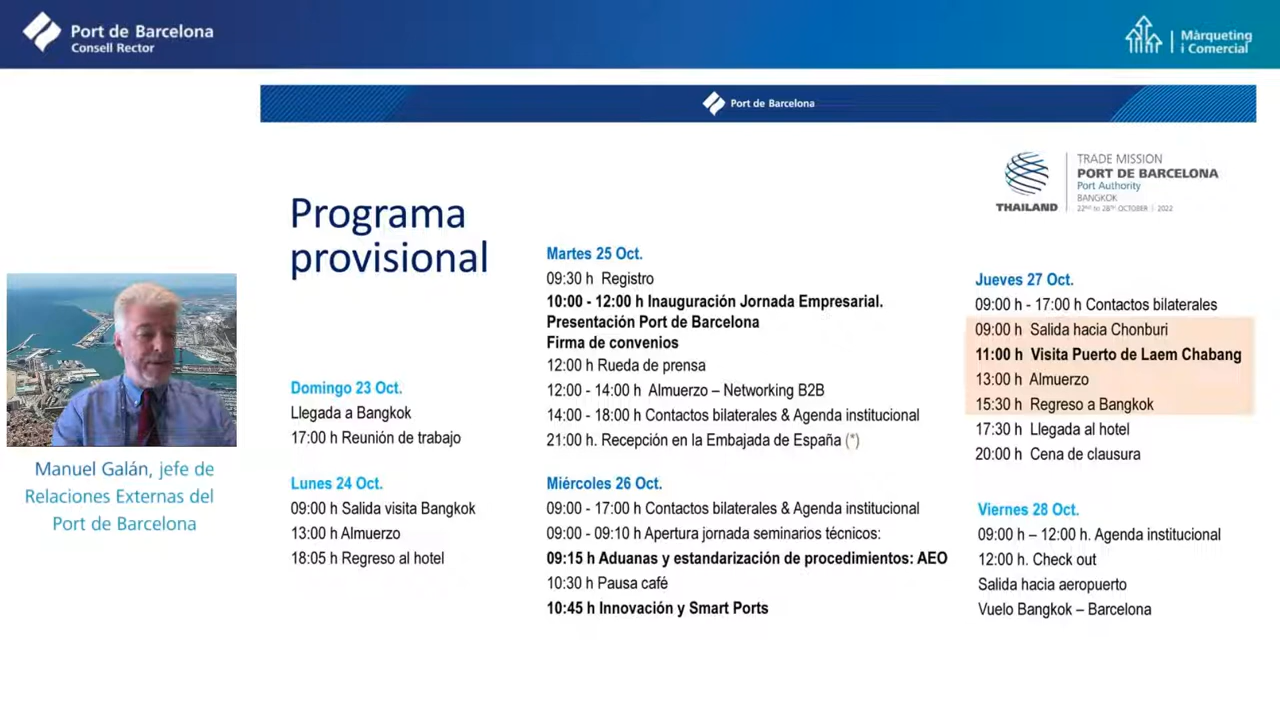 Port de Barcelona
Consell Rector
Màrqueting
i Comercial
Port de Barcelona
THAILAND
TRADE MISSION
PORT DE BARCELONA
Port Authority
BANGKOK
22ND to 28TH OCTOBER | 2022
Programa
provisional
Manuel Galán, jefe de
Relaciones Externas del
Port de Barcelona
Domingo 23 Oct.
Llegada a Bangkok
17:00 h Reunión de trabajo
Lunes 24 Oct.
09:00 h Salida visita Bangkok
13:00 h Almuerzo
18:05 h Regreso al hotel
Martes 25 Oct.
09:30 h Registro
10:00 - 12:00 h Inauguración Jornada Empresarial.
Presentación Port de Barcelona
Firma de convenios
12:00 h Rueda de prensa
12:00 - 14:00 h Almuerzo – Networking B2B
14:00 - 18:00 h Contactos bilaterales & Agenda institucional
21:00 h. Recepción en la Embajada de España (*)
Miércoles 26 Oct.
09:00 - 17:00 h Contactos bilaterales & Agenda institucional
09:00 - 09:10 h Apertura jornada seminarios técnicos:
09:15 h Aduanas y estandarización de procedimientos: AEO
10:30 h Pausa café
10:45 h Innovación y Smart Ports
Jueves 27 Oct.
09:00 h - 17:00 h Contactos bilaterales
09:00 h Salida hacia Chonburi
11:00 h Visita Puerto de Laem Chabang
13:00 h Almuerzo
15:30 h Regreso a Bangkok
17:30 h Llegada al hotel
20:00 h Cena de clausura
Viernes 28 Oct.
09:00 h – 12:00 h. Agenda institucional
12:00 h. Check out
Salida hacia aeropuerto
Vuelo Bangkok – Barcelona